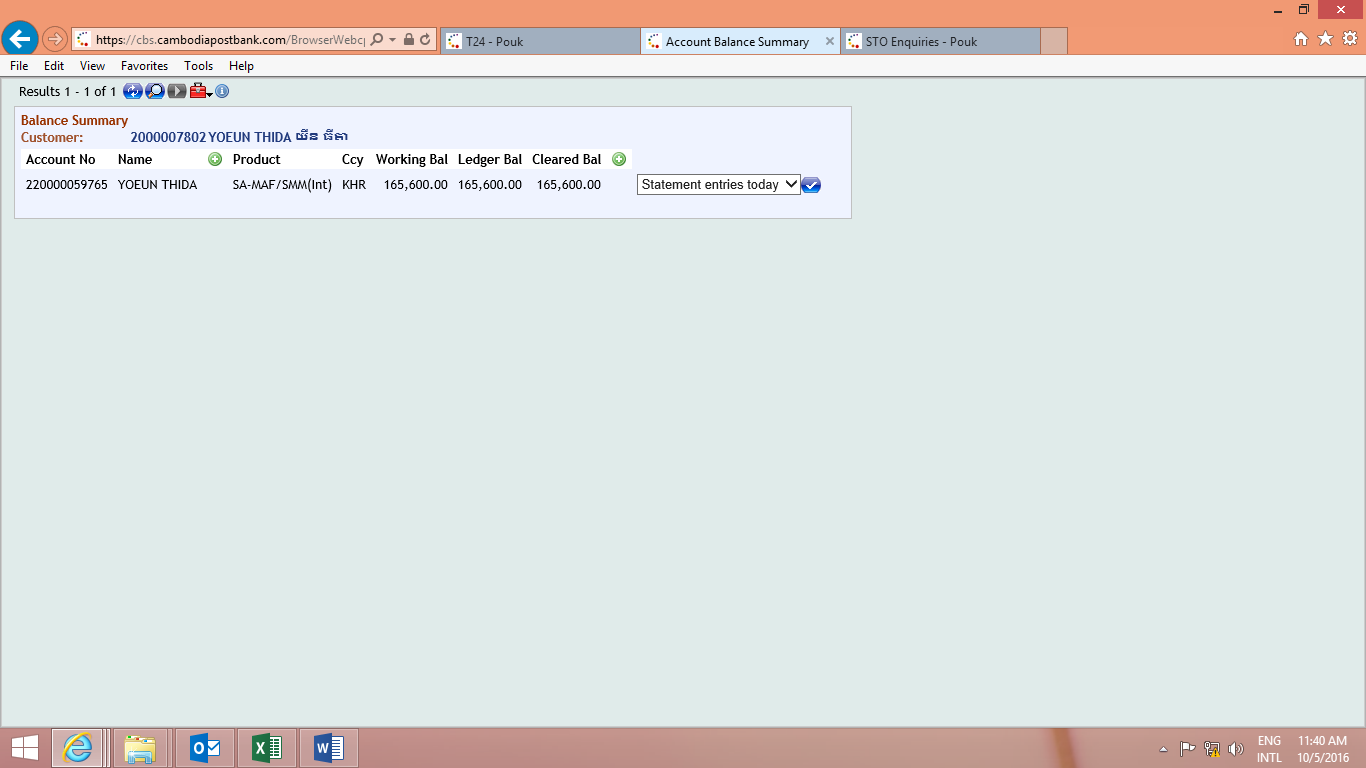 https://cbs.cambodiapostbank.com/BrowserWebcp
T24 - Pouk
Account Balance Summary
STO Enquiries - Pouk
File Edit View Favorites Tools Help
Results 1 - 1 of 1
Balance Summary
Customer: 2000007802 YOEUN THIDA យឺន ធីតា
Account No Name Product Ccy Working Bal Ledger Bal Cleared Bal
220000059765 YOEUN THIDA SA-MAF/SMM(Int) KHR 165,600.00 165,600.00 165,600.00 Statement entries today
ENG 11:40 AM
INTL 10/5/2016